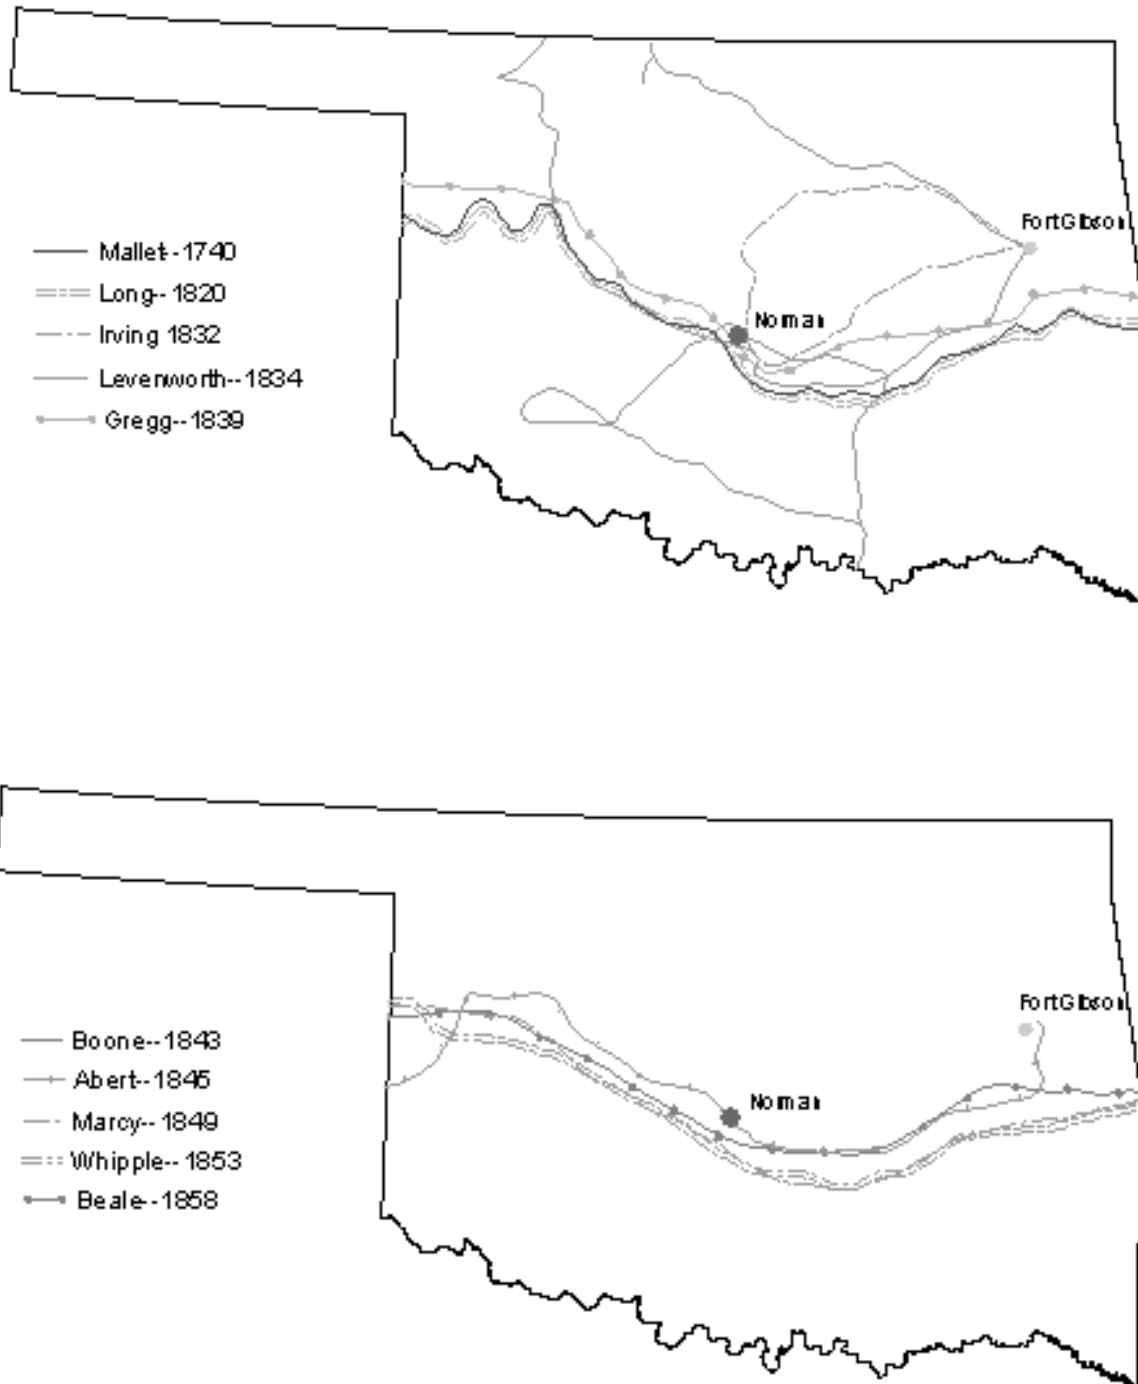 Fort Gibson
Mallet--1740
Long--1820
Norman
Irving 1832
Levenworth--1834
Gregg--1839
Fort Gibson
Boone--1843
Abert--1845
Norman
Marcy--1849
Whipple--1853
Beale--1858